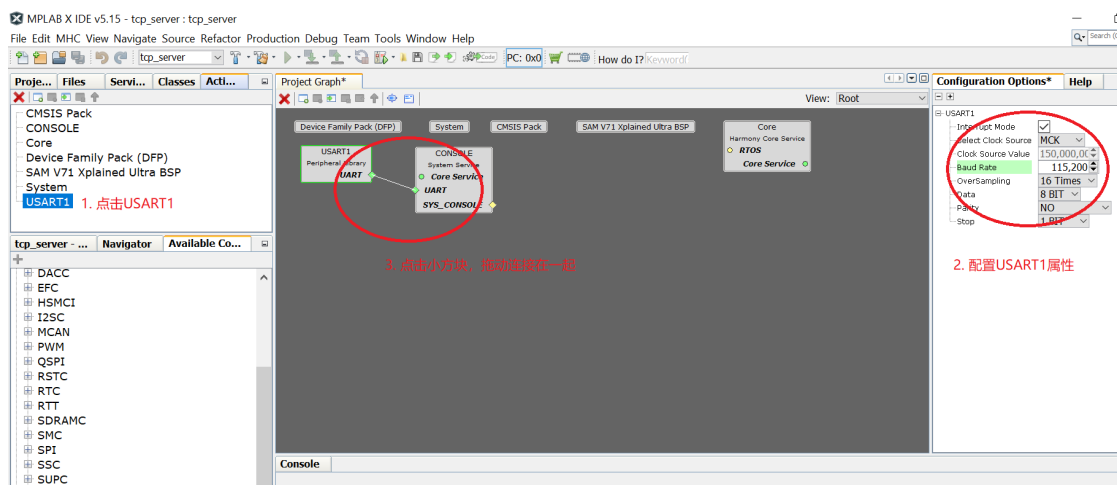 MPLAB X IDE v5.15 - tcp_server : tcp_server
File Edit MHC View Navigate Source Refactor Production Debug Team Tools Window Help
Search (
tcp_server
PC: 0x0
How do I?
Keyword(
Proje...
Files
Servi...
Classes
Acti...
CMSIS Pack
CONSOLE
Core
Device Family Pack (DFP)
SAM V71 Xplained Ultra BSP
System
USART1
1. 点击USART1
tcp_server - ...
Navigator
Available Co...
DACC
EFC
HSMCI
I2SC
MCAN
PWM
QSPI
RSTC
RTC
RTT
SDRAMC
SMC
SPI
SSC
SUPC
Project Graph*
View: Root
Device Family Pack (DFP)
System
CMSIS Pack
SAM V71 Xplained Ultra BSP
USART1
Peripheral Library
UART
CONSOLE
System Service
Core Service
UART
SYS_CONSOLE
Core
Harmony Core Service
RTOS
Core Service
3. 点击小方块，拖动连接在一起
Console
Configuration Options*
Help
USART1
Interrupt Mode
Select Clock Source MCK
Clock Source Value 150,000,00
Baud Rate 115,200
OverSampling 16 Times
Data 8 BIT
Parity NO
Stop 1 BIT
2. 配置USART1属性